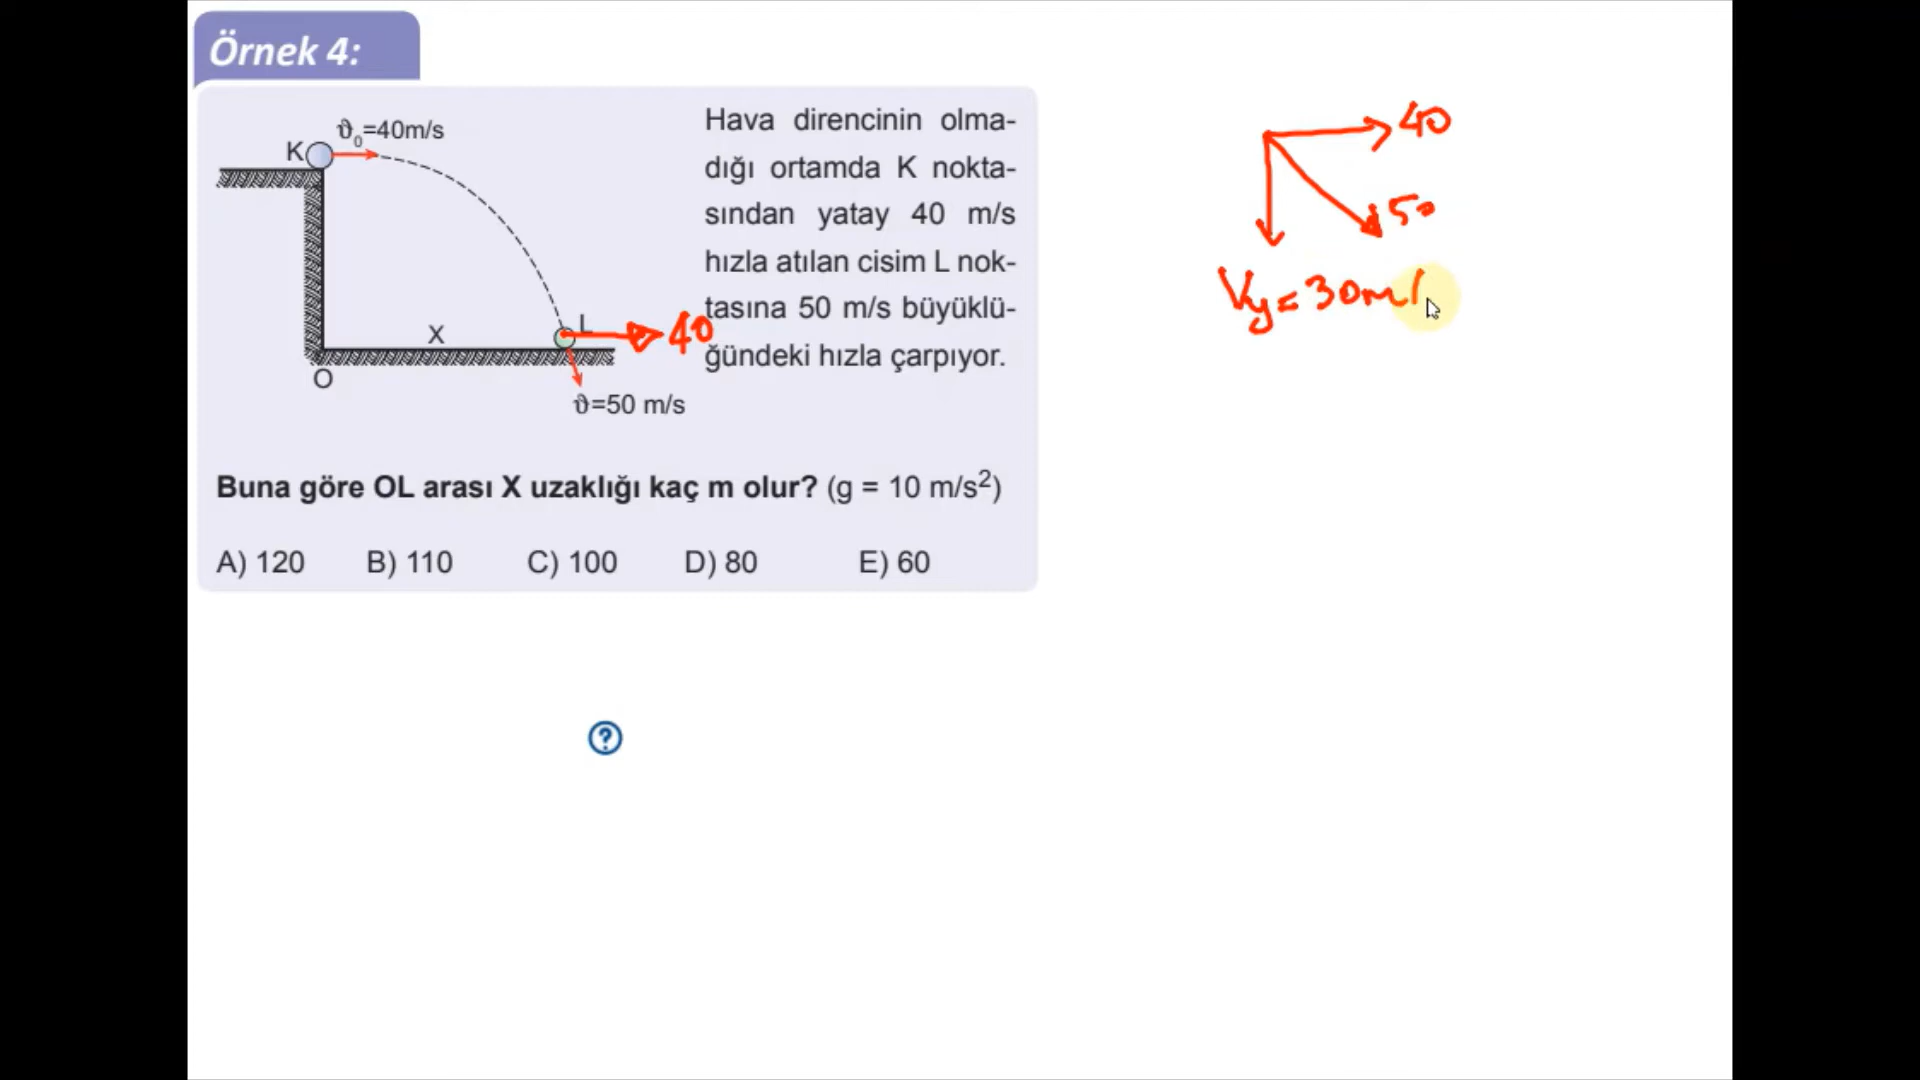 Örnek 4:
ϑ₀=40m/s
K
X
L
O
ϑ=50 m/s
40
Hava direncinin olma-
dığı ortamda K nokta-
sından yatay 40 m/s
hızla atılan cisim L nok-
tasına 50 m/s büyüklü-
ğündeki hızla çarpıyor.
Buna göre OL arası X uzaklığı kaç m olur? (g = 10 m/s²)
A) 120 B) 110 C) 100 D) 80 E) 60
40
50
Vy = 30m/
?